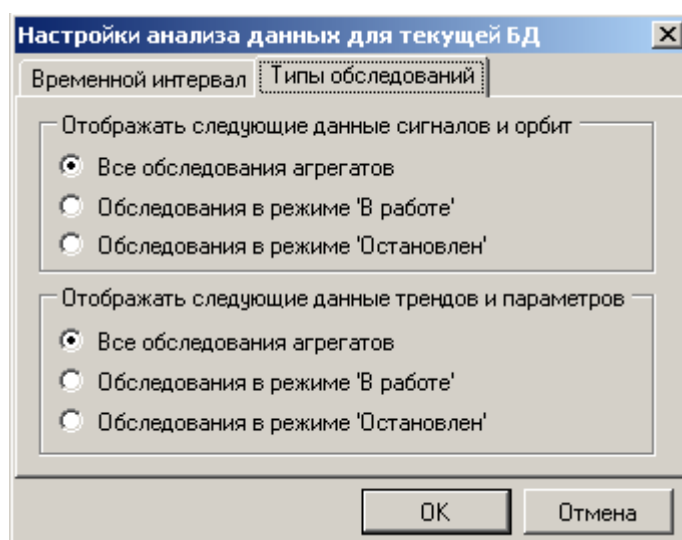 Настройки анализа данных для текущей БД
Временной интервал Типы обследований
Отображать следующие данные сигналов и орбит
Все обследования агрегатов
Обследования в режиме 'В работе'
Обследования в режиме 'Остановлен'
Отображать следующие данные трендов и параметров
Все обследования агрегатов
Обследования в режиме 'В работе'
Обследования в режиме 'Остановлен'
OK Отмена